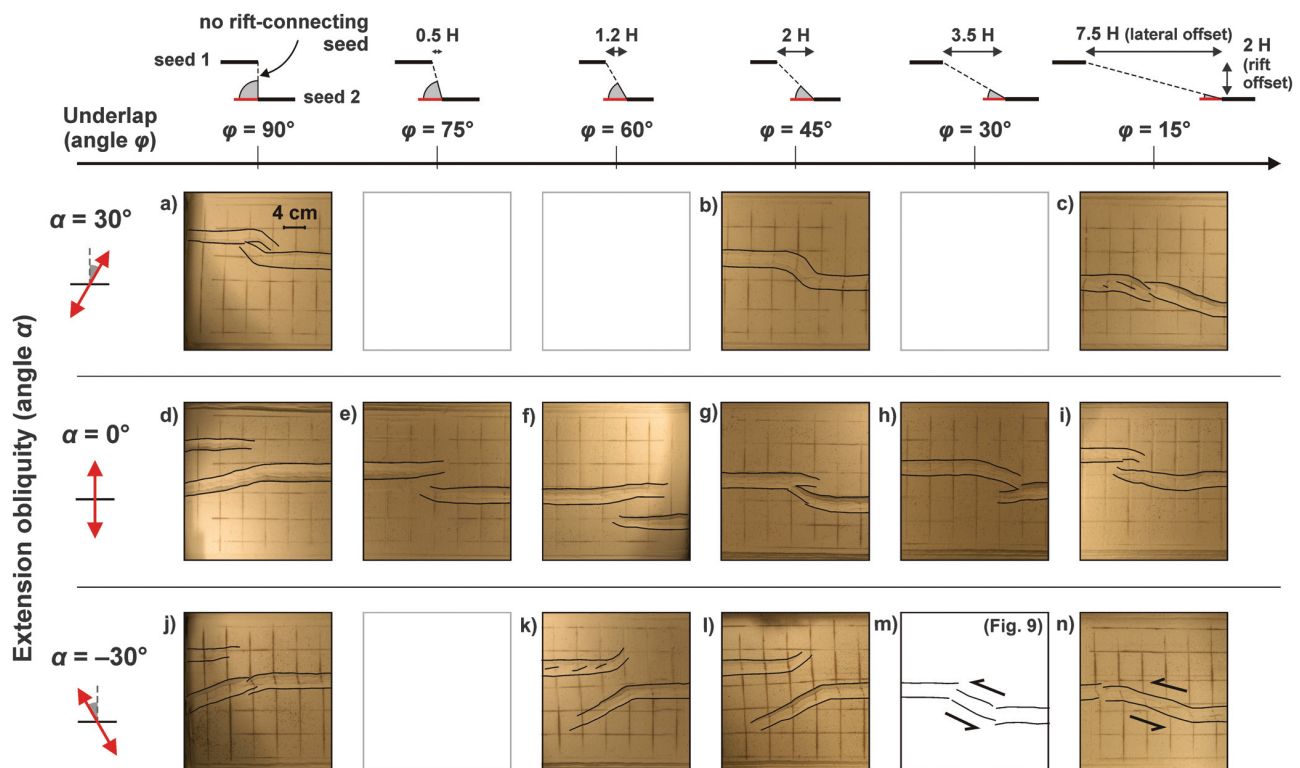 no rift-connecting
seed
seed 1
seed 2
0.5 H
1.2 H
2 H
3.5 H
7.5 H (lateral offset)
2 H
(rift
offset)
Underlap
(angle φ)
φ = 90°
φ = 75°
φ = 60°
φ = 45°
φ = 30°
φ = 15°
Extension obliquity (angle α)
α = 30°
a)
4 cm
b)
c)
α = 0°
d)
e)
f)
g)
h)
i)
α = –30°
j)
k)
l)
m)
(Fig. 9)
n)